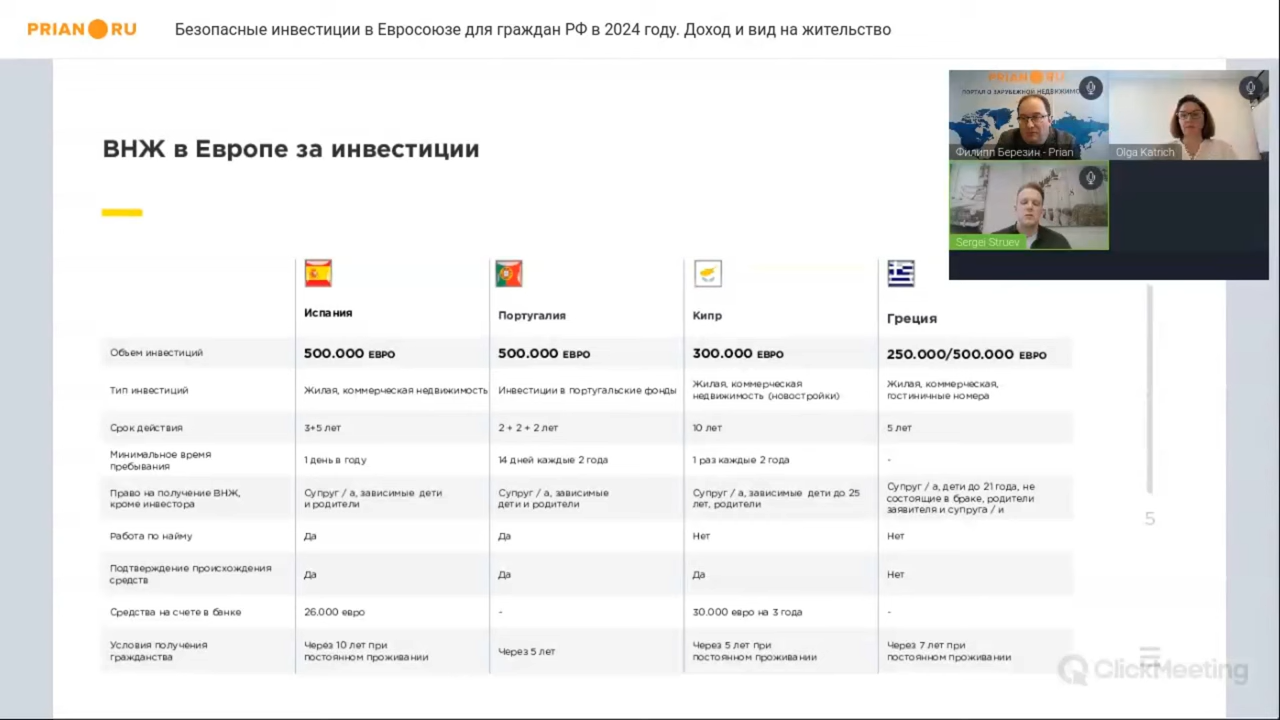 PRIAN RU
Безопасные инвестиции в Евросоюзе для граждан РФ в 2024 году. Доход и вид на жительство
PRIAN RU
ПОРТАЛ О ЗАРУБЕЖНОЙ НЕДВИЖИМО
Филипп Березин - Prian
Olga Katrich
Sergei Struev
ВНЖ в Европе за инвестиции
Испания
Португалия
Кипр
Греция
Объем инвестиций
500.000 ЕВРО
500.000 ЕВРО
300.000 ЕВРО
250.000/500.000 ЕВРО
Тип инвестиций
Жилая, коммерческая недвижимость
Инвестиции в португальские фонды
Жилая, коммерческая
недвижимость (новостройки)
Жилая, коммерческая,
гостиничные номера
Срок действия
3+5 лет
2 + 2 + 2 лет
10 лет
5 лет
Минимальное время
пребывания
1 день в году
14 дней каждые 2 года
1 раз каждые 2 года
-
Право на получение ВНЖ,
кроме инвестора
Супруг / а, зависимые дети
и родители
Супруг / а, зависимые
дети и родители
Супруг / а, зависимые дети до 25
лет, родители
Супруг / а, дети до 21 года, не
состоящие в браке, родители
заявителя и супруга / и
Работа по найму
Да
Да
Нет
Нет
Подтверждение происхождения
средств
Да
Да
Да
Нет
Средства на счете в банке
26.000 евро
-
30.000 евро на 3 года
-
Условия получения
гражданства
Через 10 лет при
постоянном проживании
Через 5 лет
Через 5 лет при
постоянном проживании
Через 7 лет при
постоянном проживании
5
ClickMeeting